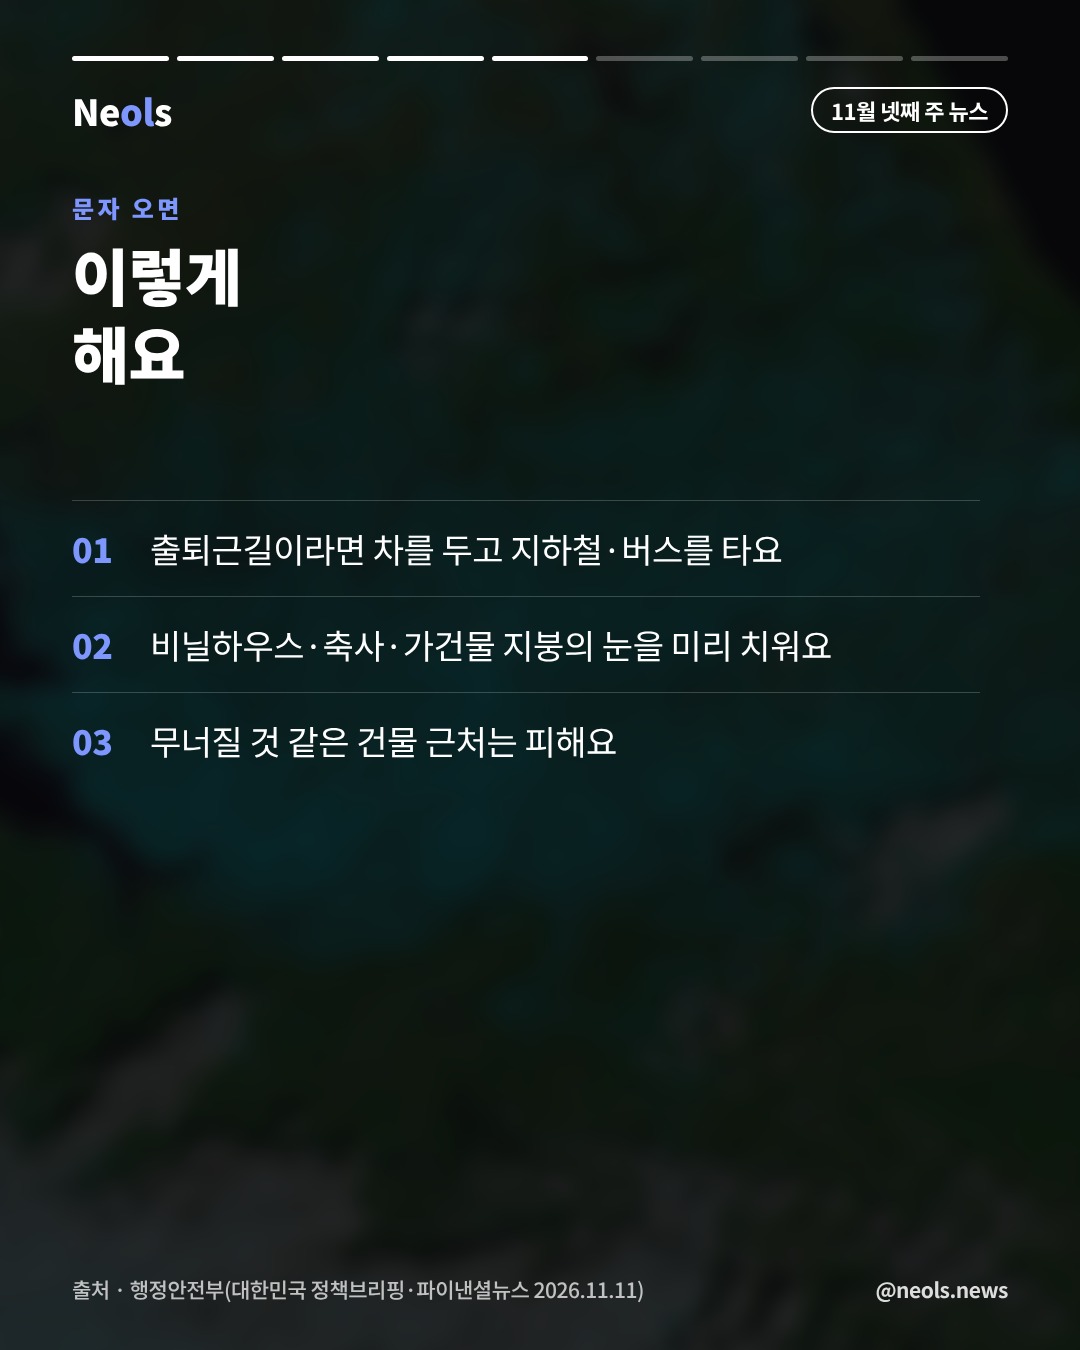 Neols
11월 넷째 주 뉴스
문자 오면
이렇게
해요
01 출퇴근길이라면 차를 두고 지하철·버스를 타요
02 비닐하우스·축사·가건물 지붕의 눈을 미리 치워요
03 무너질 것 같은 건물 근처는 피해요
출처 · 행정안전부(대한민국 정책브리핑·파이낸셜뉴스 2026.11.11)
@neols.news